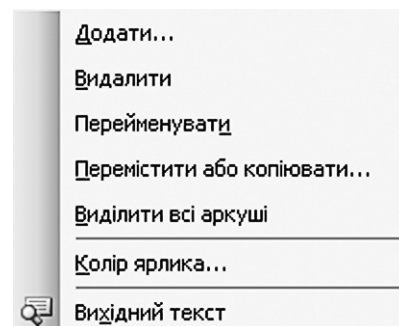 Додати...
Видалити
Перейменувати
Перемістити або копіювати...
Виділити всі аркуші
Колір ярлика...
Вихідний текст